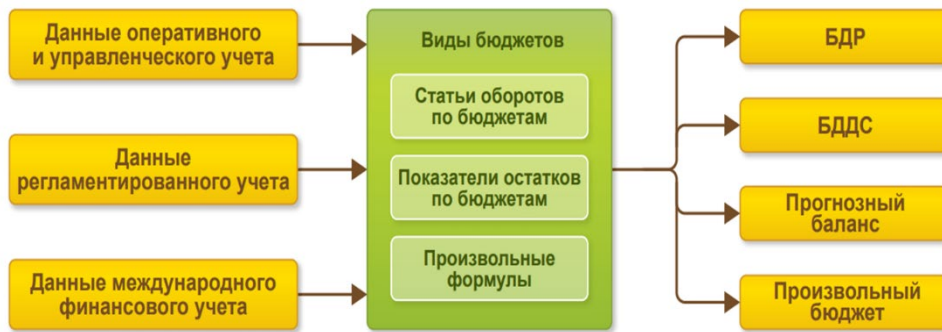 Данные оперативного
и управленческого учета
Данные
регламентированного учета
Данные международного
финансового учета
Виды бюджетов
Статьи оборотов
по бюджетам
Показатели остатков
по бюджетам
Произвольные
формулы
БДР
БДДС
Прогнозный
баланс
Произвольный
бюджет